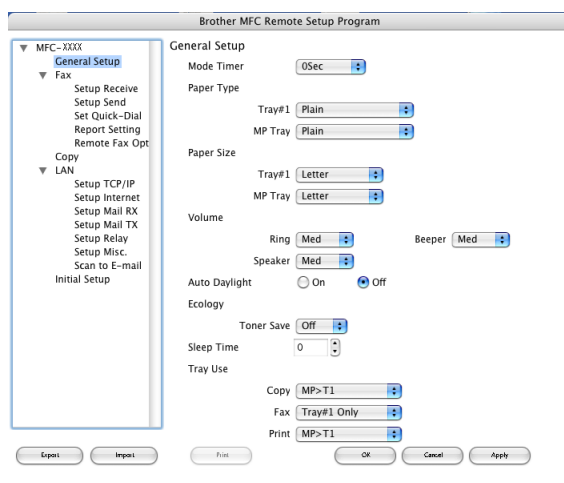 Brother MFC Remote Setup Program
MFC-XXXX
General Setup
Fax
Setup Receive
Setup Send
Set Quick-Dial
Report Setting
Remote Fax Opt
Copy
LAN
Setup TCP/IP
Setup Internet
Setup Mail RX
Setup Mail TX
Setup Relay
Setup Misc.
Scan to E-mail
Initial Setup
General Setup
Mode Timer 0Sec
Paper Type
Tray#1 Plain
MP Tray Plain
Paper Size
Tray#1 Letter
MP Tray Letter
Volume
Ring Med Beeper Med
Speaker Med
Auto Daylight On Off
Ecology
Toner Save Off
Sleep Time 0
Tray Use
Copy MP>T1
Fax Tray#1 Only
Print MP>T1
Export Import Print OK Cancel Apply